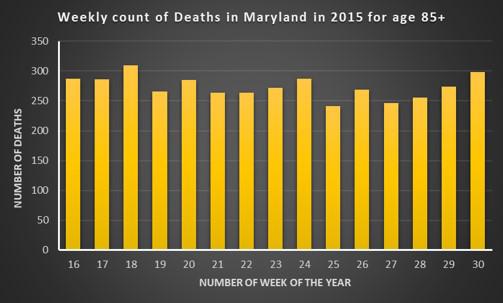 Weekly count of Deaths in Maryland in 2015 for age 85+
350
300
250
200
150
100
50
0
NUMBER OF DEATHS
16 17 18 19 20 21 22 23 24 25 26 27 28 29 30
NUMBER OF WEEK OF THE YEAR